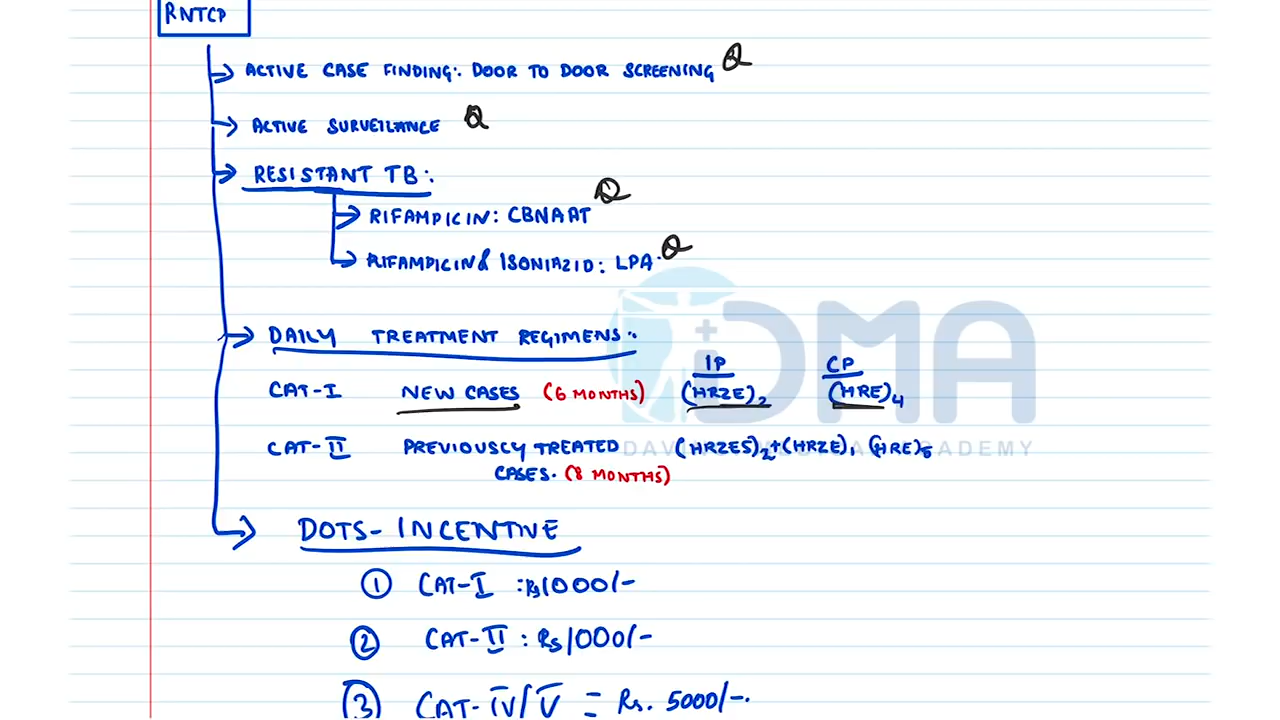 RNTCP
ACTIVE CASE FINDING: DOOR TO DOOR SCREENING Q
ACTIVE SURVEILANCE Q
RESISTANT TB:
RIFAMPICIN: CBNAAT Q
RIFAMPICIN & ISONIAZID: LPA. Q
DAILY TREATMENT REGIMENS:
IP CP
CAT-I NEW CASES (6 MONTHS) (HRZE)2 (HRE)4
CAT-II PREVIOUSLY TREATED (HRZES)2+(HRZE)1 (HRE)5
CASES. (8 MONTHS)
DOTS-INCENTIVE
① CAT-I :Rs1000/-
② CAT-II : Rs1000/-
③ CAT-IV/V = Rs. 5000/-.
iDMA